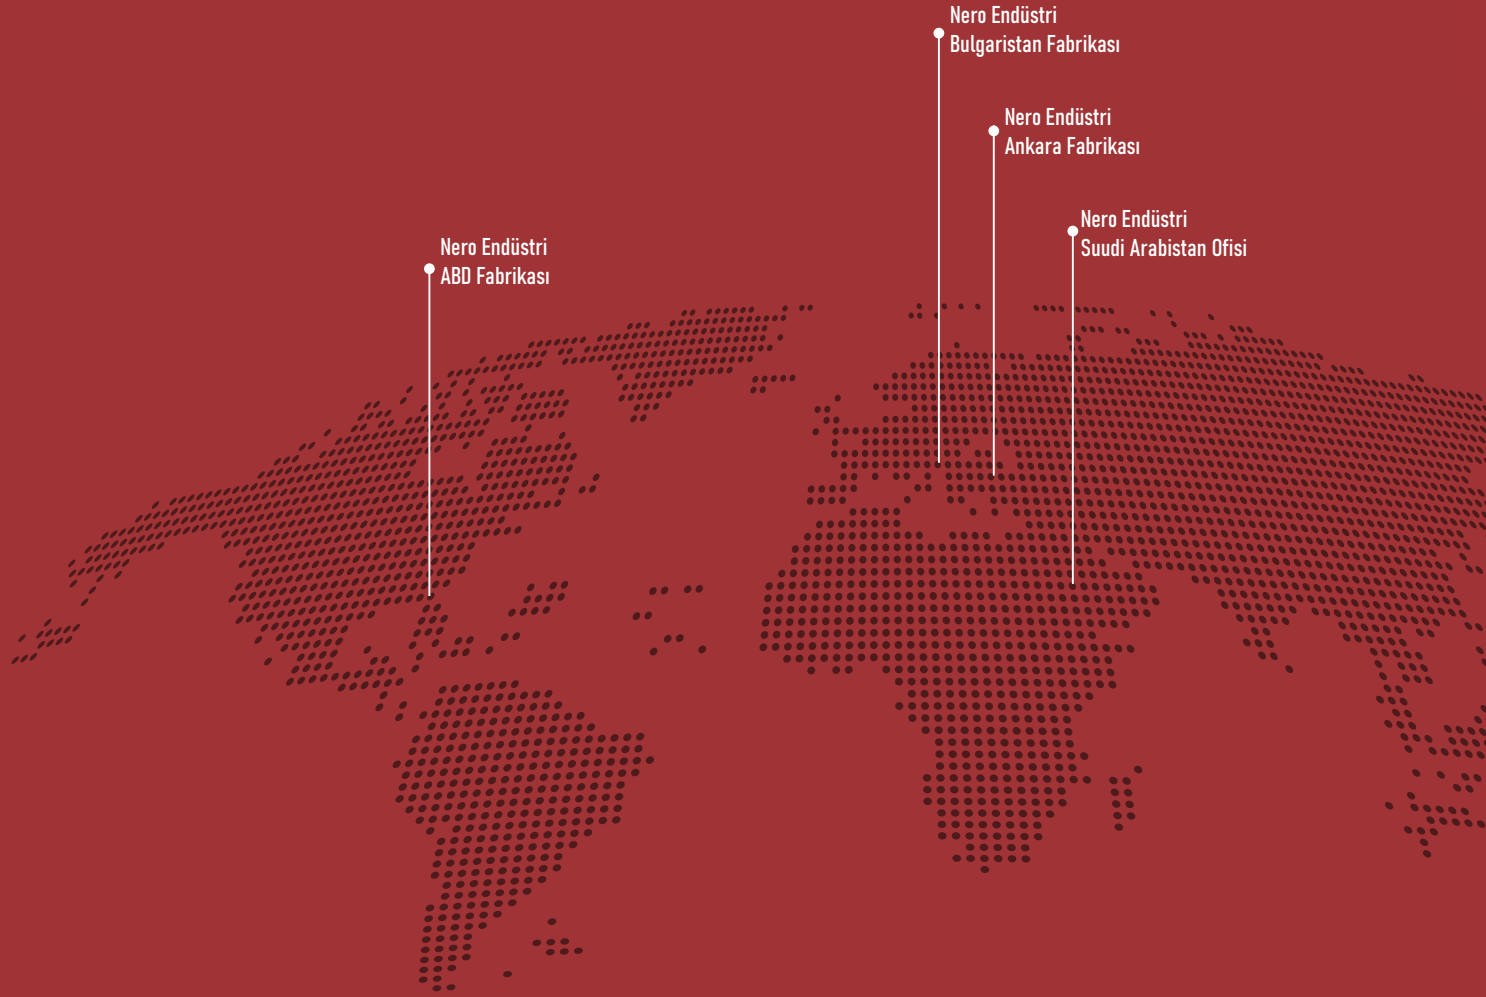 Nero Endüstri
Bulgaristan Fabrikası
Nero Endüstri
Ankara Fabrikası
Nero Endüstri
Suudi Arabistan Ofisi
Nero Endüstri
ABD Fabrikası